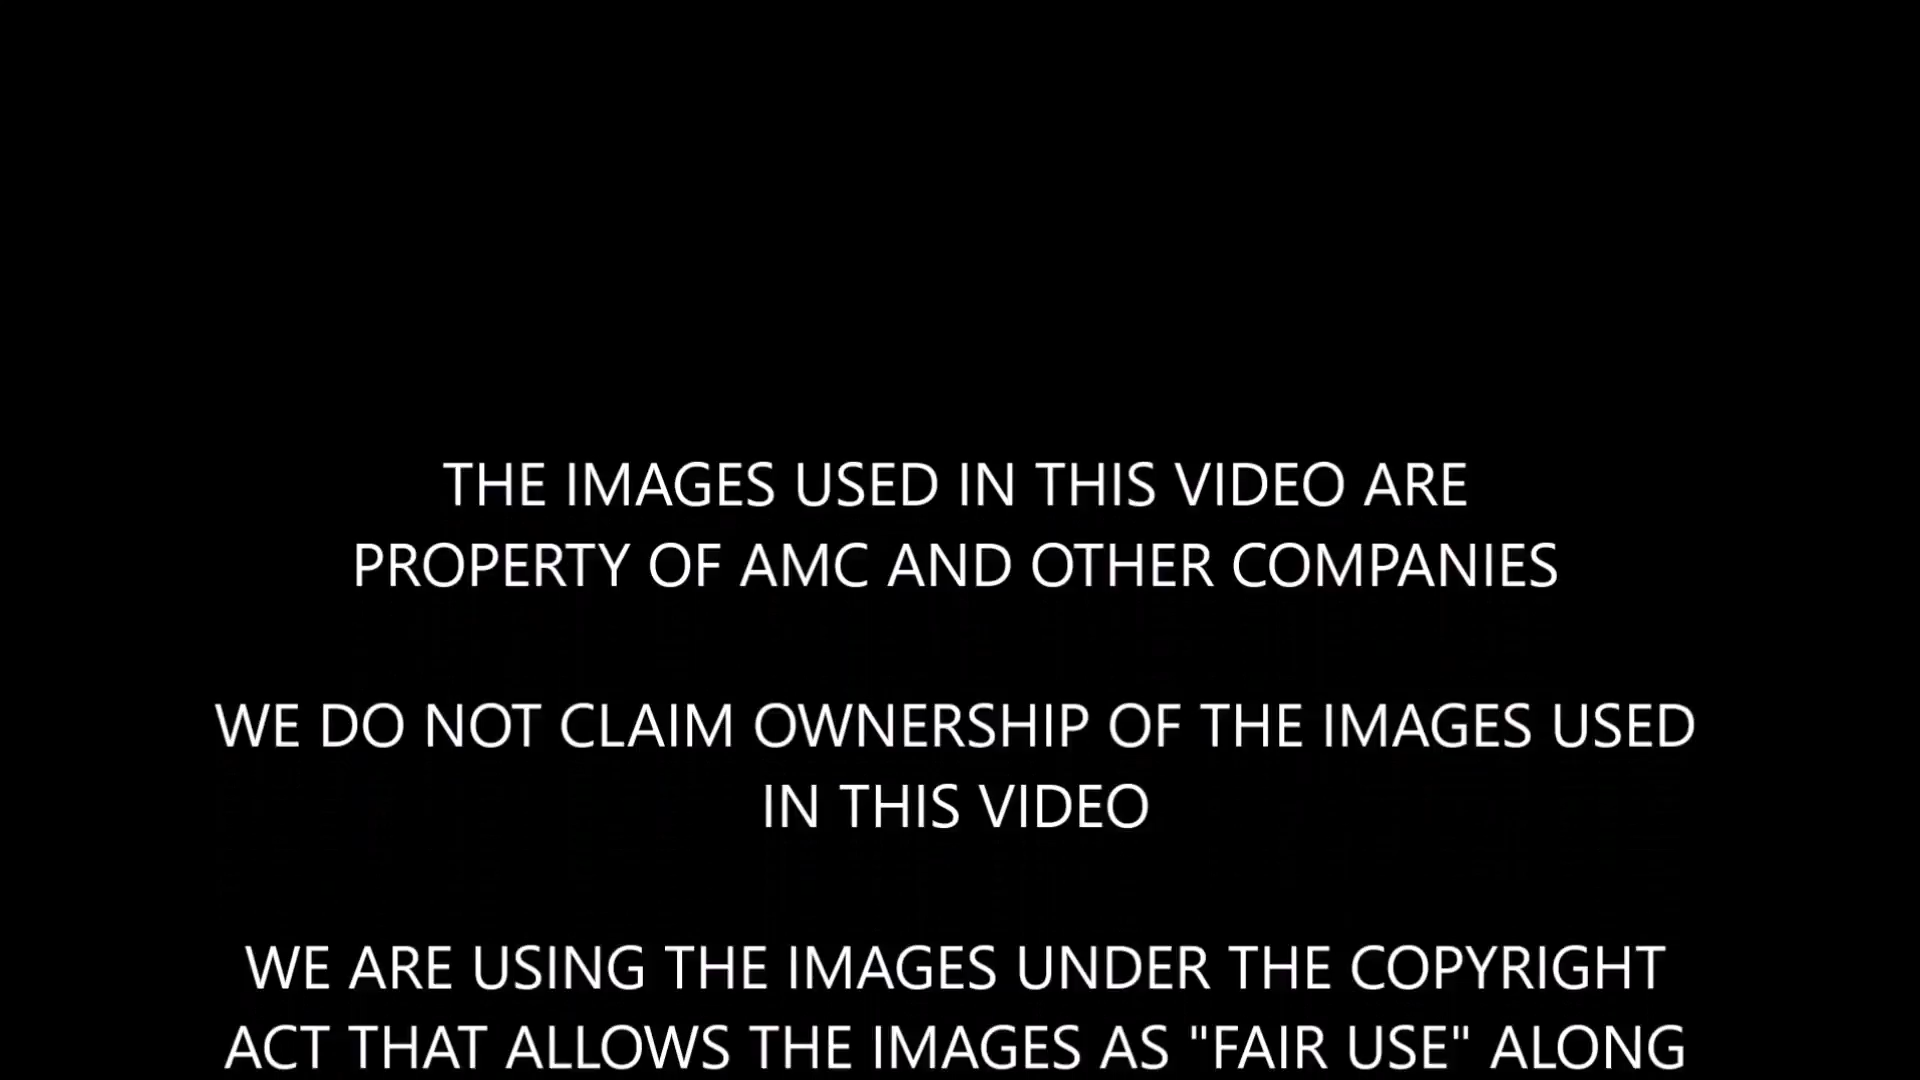 THE IMAGES USED IN THIS VIDEO ARE
PROPERTY OF AMC AND OTHER COMPANIES
WE DO NOT CLAIM OWNERSHIP OF THE IMAGES USED
IN THIS VIDEO
WE ARE USING THE IMAGES UNDER THE COPYRIGHT
ACT THAT ALLOWS THE IMAGES AS "FAIR USE" ALONG